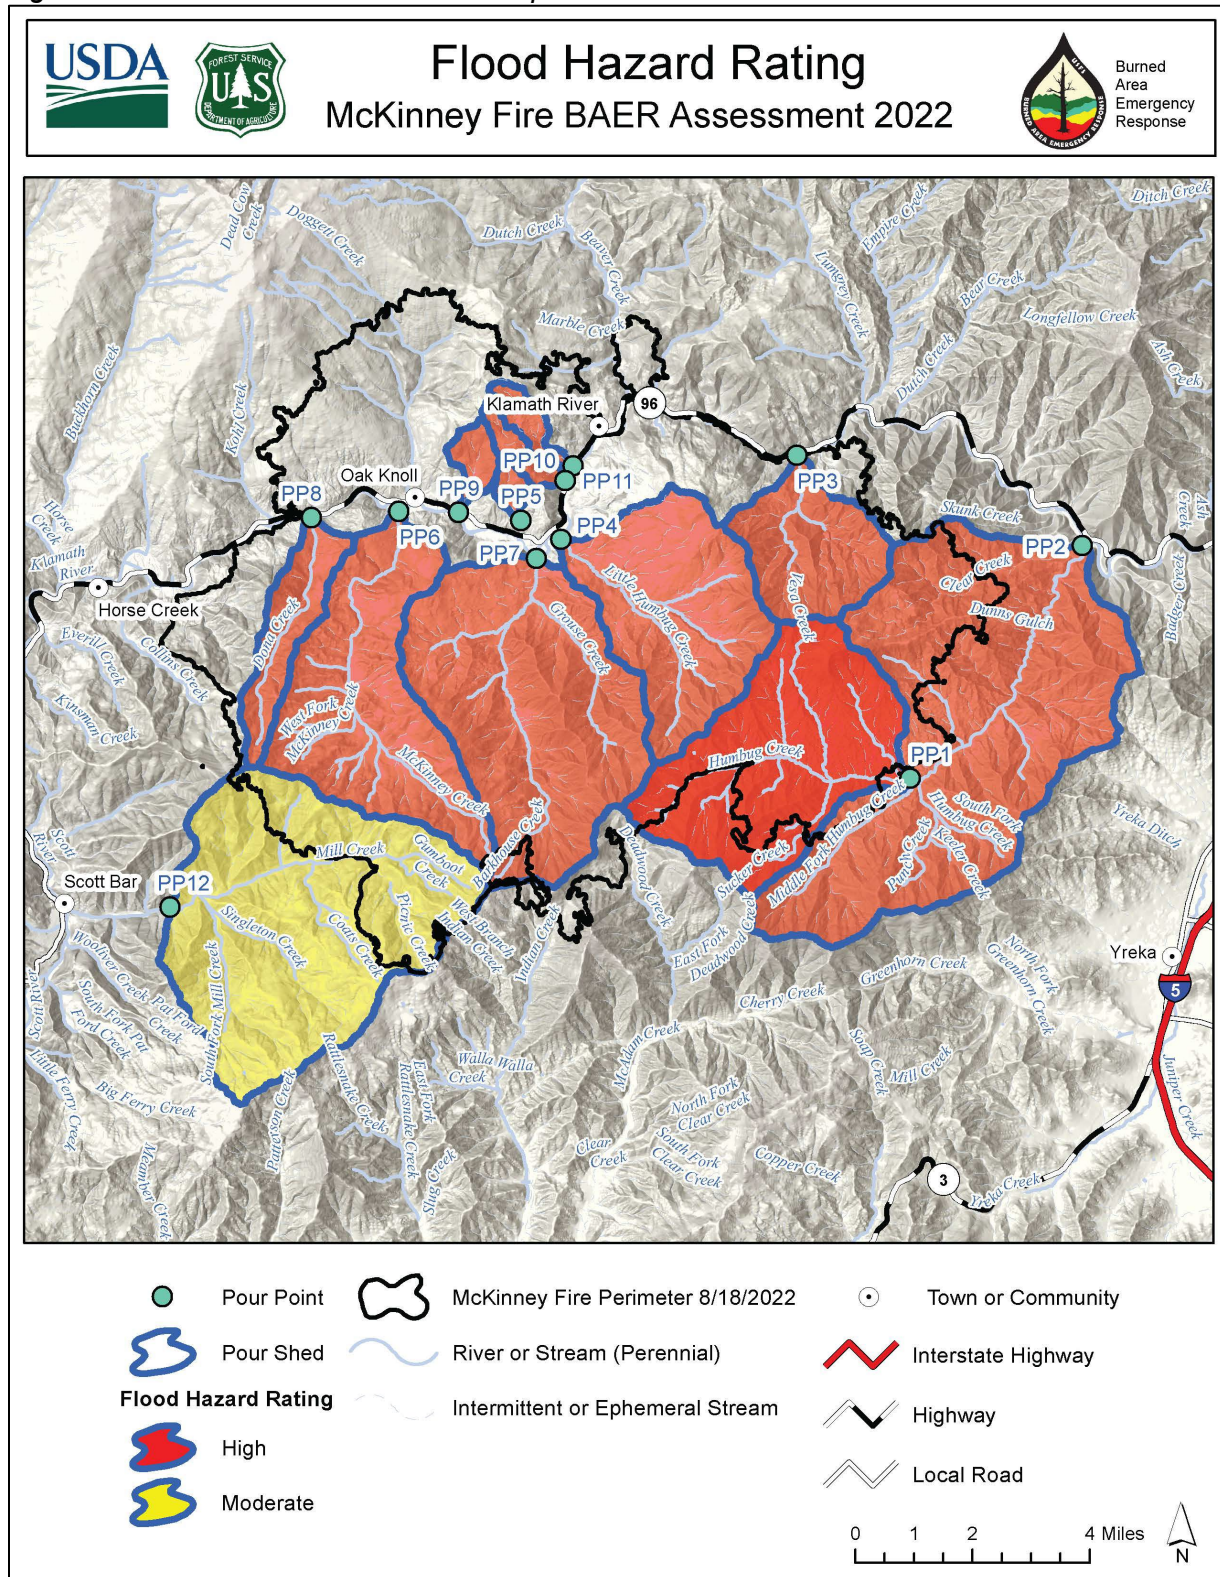 USDA
FOREST SERVICE
U S
DEPARTMENT OF AGRICULTURE
Flood Hazard Rating
McKinney Fire BAER Assessment 2022
USFS
BURNED AREA EMERGENCY RESPONSE
Burned
Area
Emergency
Response
Dead Cow
Creek
Doggett Creek
Dutch Creek
Beaver Creek
Empire Creek
Ditch Creek
Lumgrey Creek
Bear Creek
Longfellow Creek
Ash Creek
Dutch Creek
Marble Creek
Buckhorn Creek
Kohl Creek
Klamath River
96
Oak Knoll
PP10
PP11
PP9
PP5
PP8
PP6
PP4
PP7
PP3
PP2
Skunk Creek
Ash
Creek
Horse
Creek
Klamath
River
Horse Creek
Badger Creek
Clear Creek
Dunns Gulch
Vesa Creek
Little Humbug Creek
Grouse Creek
Dona Creek
Everill Creek
Collins Creek
Kinsman Creek
West Fork
McKinney Creek
McKinney Creek
Humbug Creek
PP1
Middle Fork Humbug Creek
South Fork
Humbug Creek
Punch Creek
Keeler Creek
Sucker Creek
Yreka Ditch
Barkhouse Creek
Deadwood Creek
East Fork
Deadwood Creek
Scott
River
Scott Bar
PP12
Mill Creek
Gumboot
Creek
Picnic Creek
Coats Creek
Singleton Creek
West Branch
Indian Creek
Indian Creek
South Fork Mill Creek
Wooliver Creek
Pat Ford
Creek
South Fork Pat
Ford Creek
Scott River
Little Ferry Creek
Big Ferry Creek
Meamber Creek
Patterson Creek
Rattlesnake Creek
East Fork
Rattlesnake Creek
Slug Creek
Walla Walla
Creek
McAdam Creek
Cherry Creek
Greenhorn Creek
North Fork
Greenhorn Creek
Yreka
5
Soap Creek
Mill Creek
North Fork
Clear Creek
South Fork
Clear Creek
Clear
Creek
Copper Creek
Juniper Creek
3
Yreka Creek
Pour Point
McKinney Fire Perimeter 8/18/2022
Town or Community
Pour Shed
River or Stream (Perennial)
Interstate Highway
Flood Hazard Rating
Intermittent or Ephemeral Stream
Highway
High
Local Road
Moderate
0 1 2 4 Miles
N